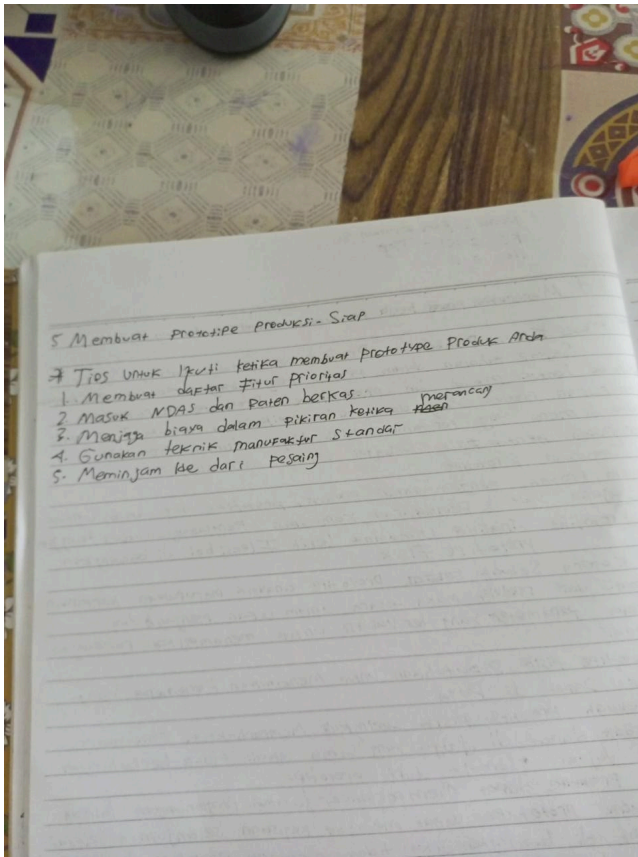 5 Membuat Prototipe Produksi - Siap
* Tips Untuk Ikuti ketika membuat Prototype Produk Anda
1. Membuat daftar Fitur Prioritas
2 Masuk NDAS dan Paten berkas
3. Menjaga biaya dalam pikiran ketika merancang
4. Gunakan teknik manufaktur Standar
5. Meminjam Ide dari pesaing